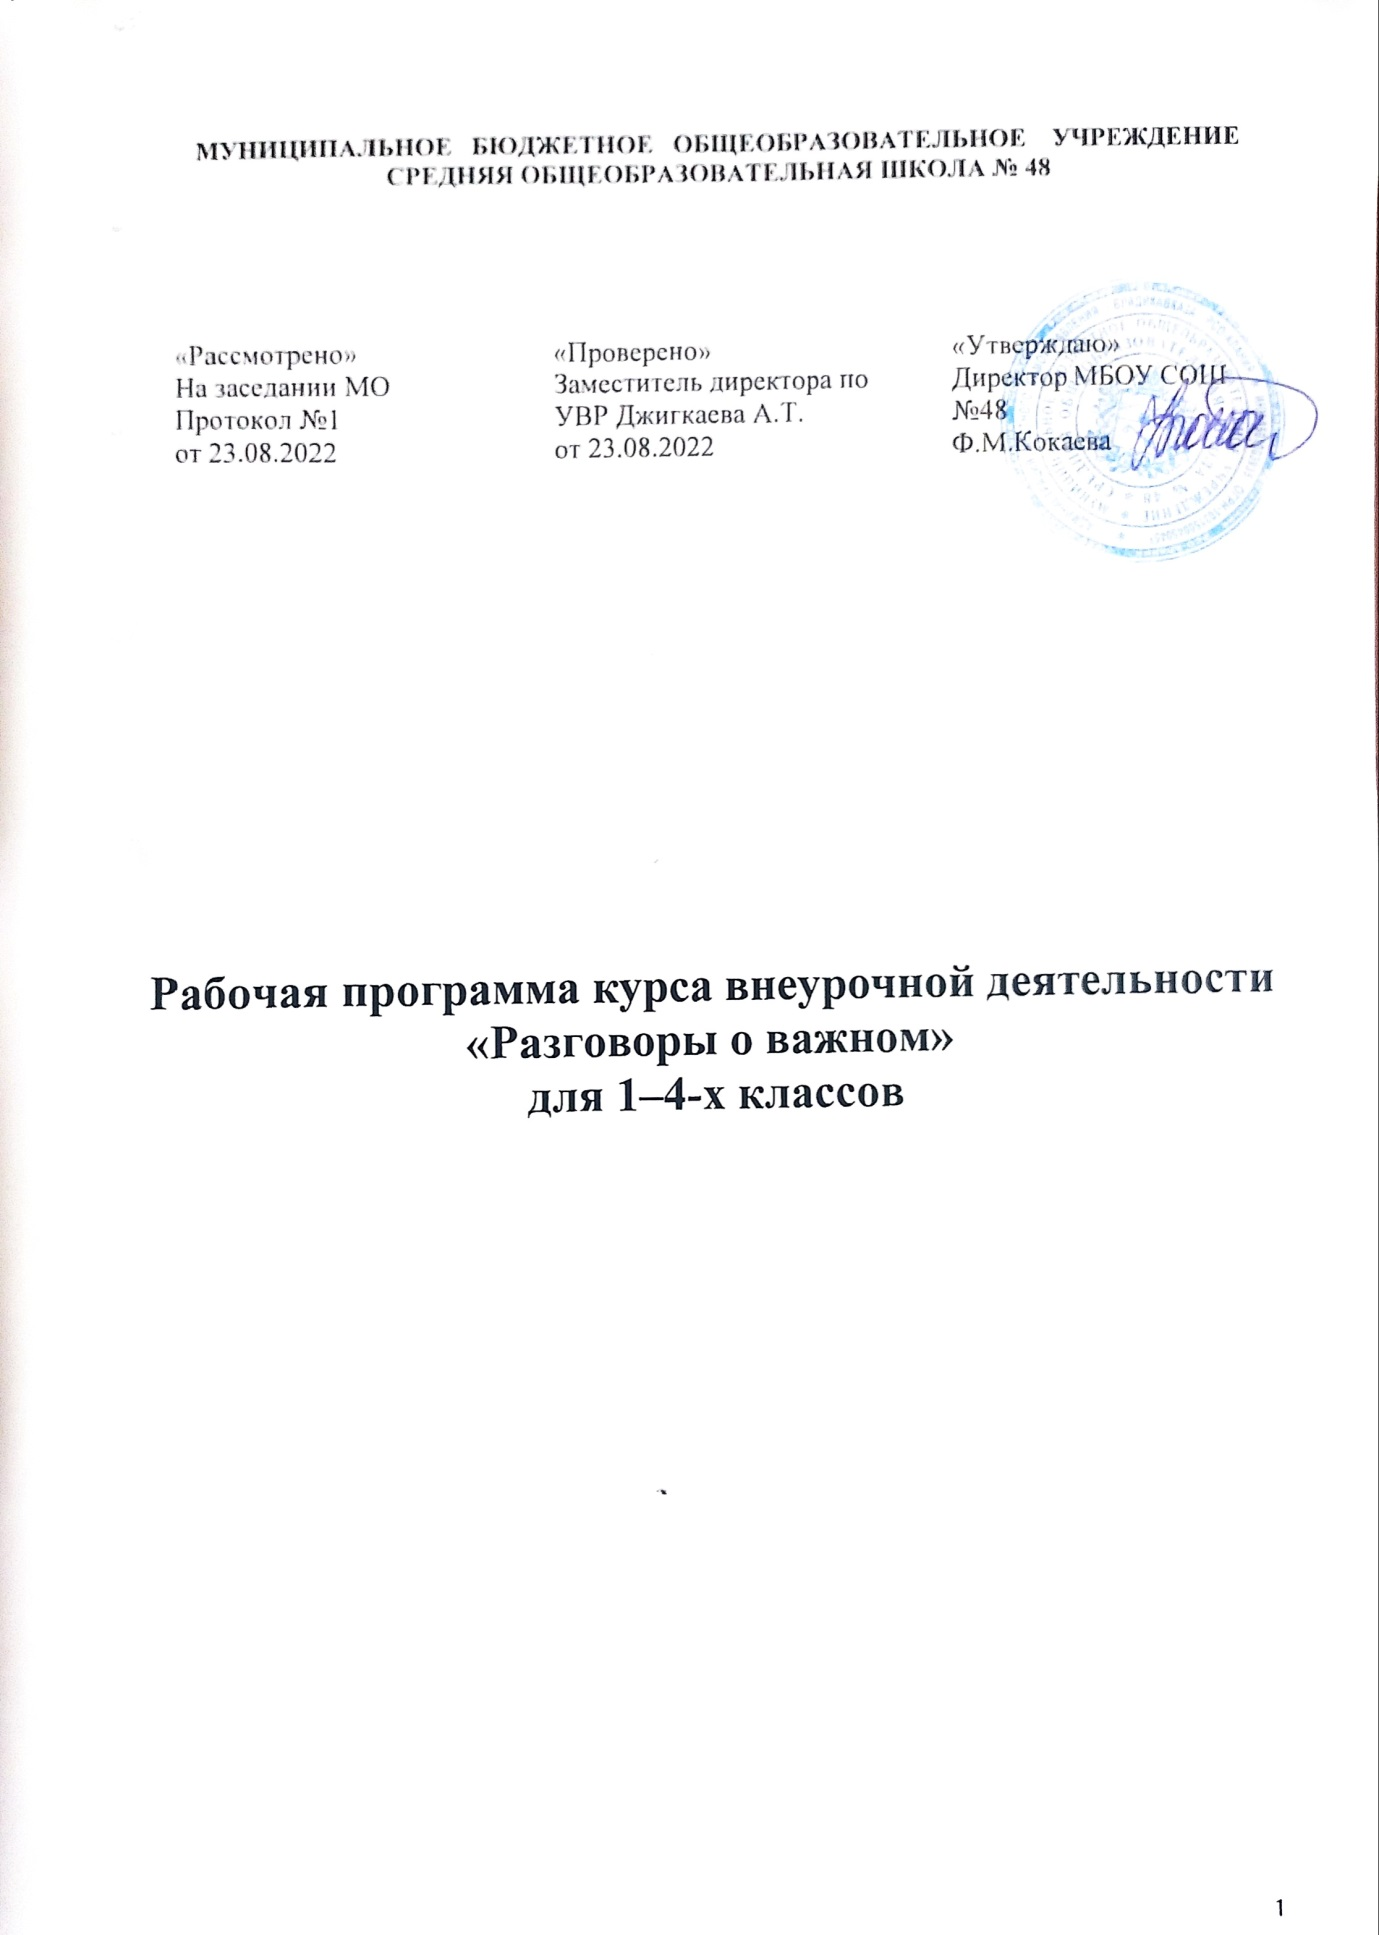 МУНИЦИПАЛЬНОЕ БЮДЖЕТНОЕ ОБЩЕОБРАЗОВАТЕЛЬНОЕ УЧРЕЖДЕНИЕ
СРЕДНЯЯ ОБЩЕОБРАЗОВАТЕЛЬНАЯ ШКОЛА № 48
«Рассмотрено»
На заседании МО
Протокол №1
от 23.08.2022
«Проверено»
Заместитель директора по
УВР Джигкаева А.Т.
от 23.08.2022
«Утверждаю»
Директор МБОУ СОШ
№48
Ф.М.Кокаева
Рабочая программа курса внеурочной деятельности
«Разговоры о важном»
для 1–4-х классов
1